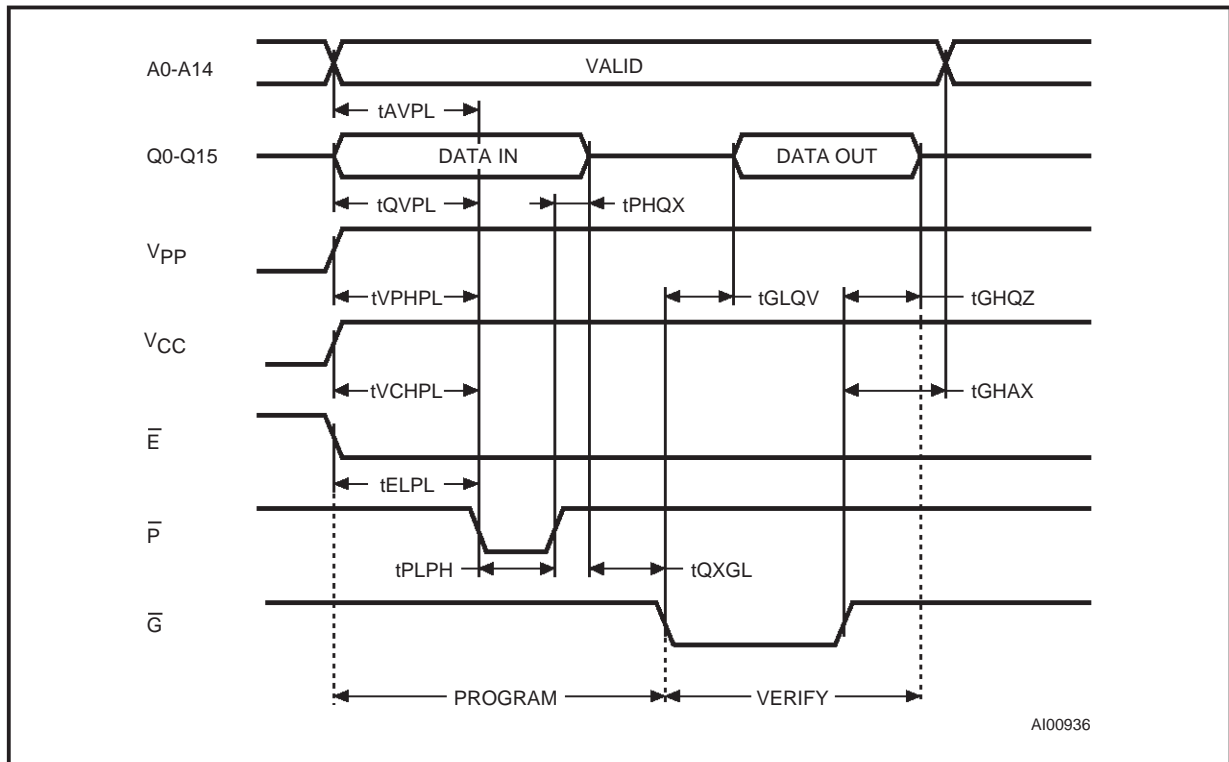 A0-A14
VALID
tAVPL
Q0-Q15
DATA IN
DATA OUT
tQVPL
tPHQX
VPP
tVPHPL
tGLQV
tGHQZ
VCC
tVCHPL
tGHAX
E̅
tELPL
P̅
tPLPH
tQXGL
G̅
PROGRAM
VERIFY
AI00936